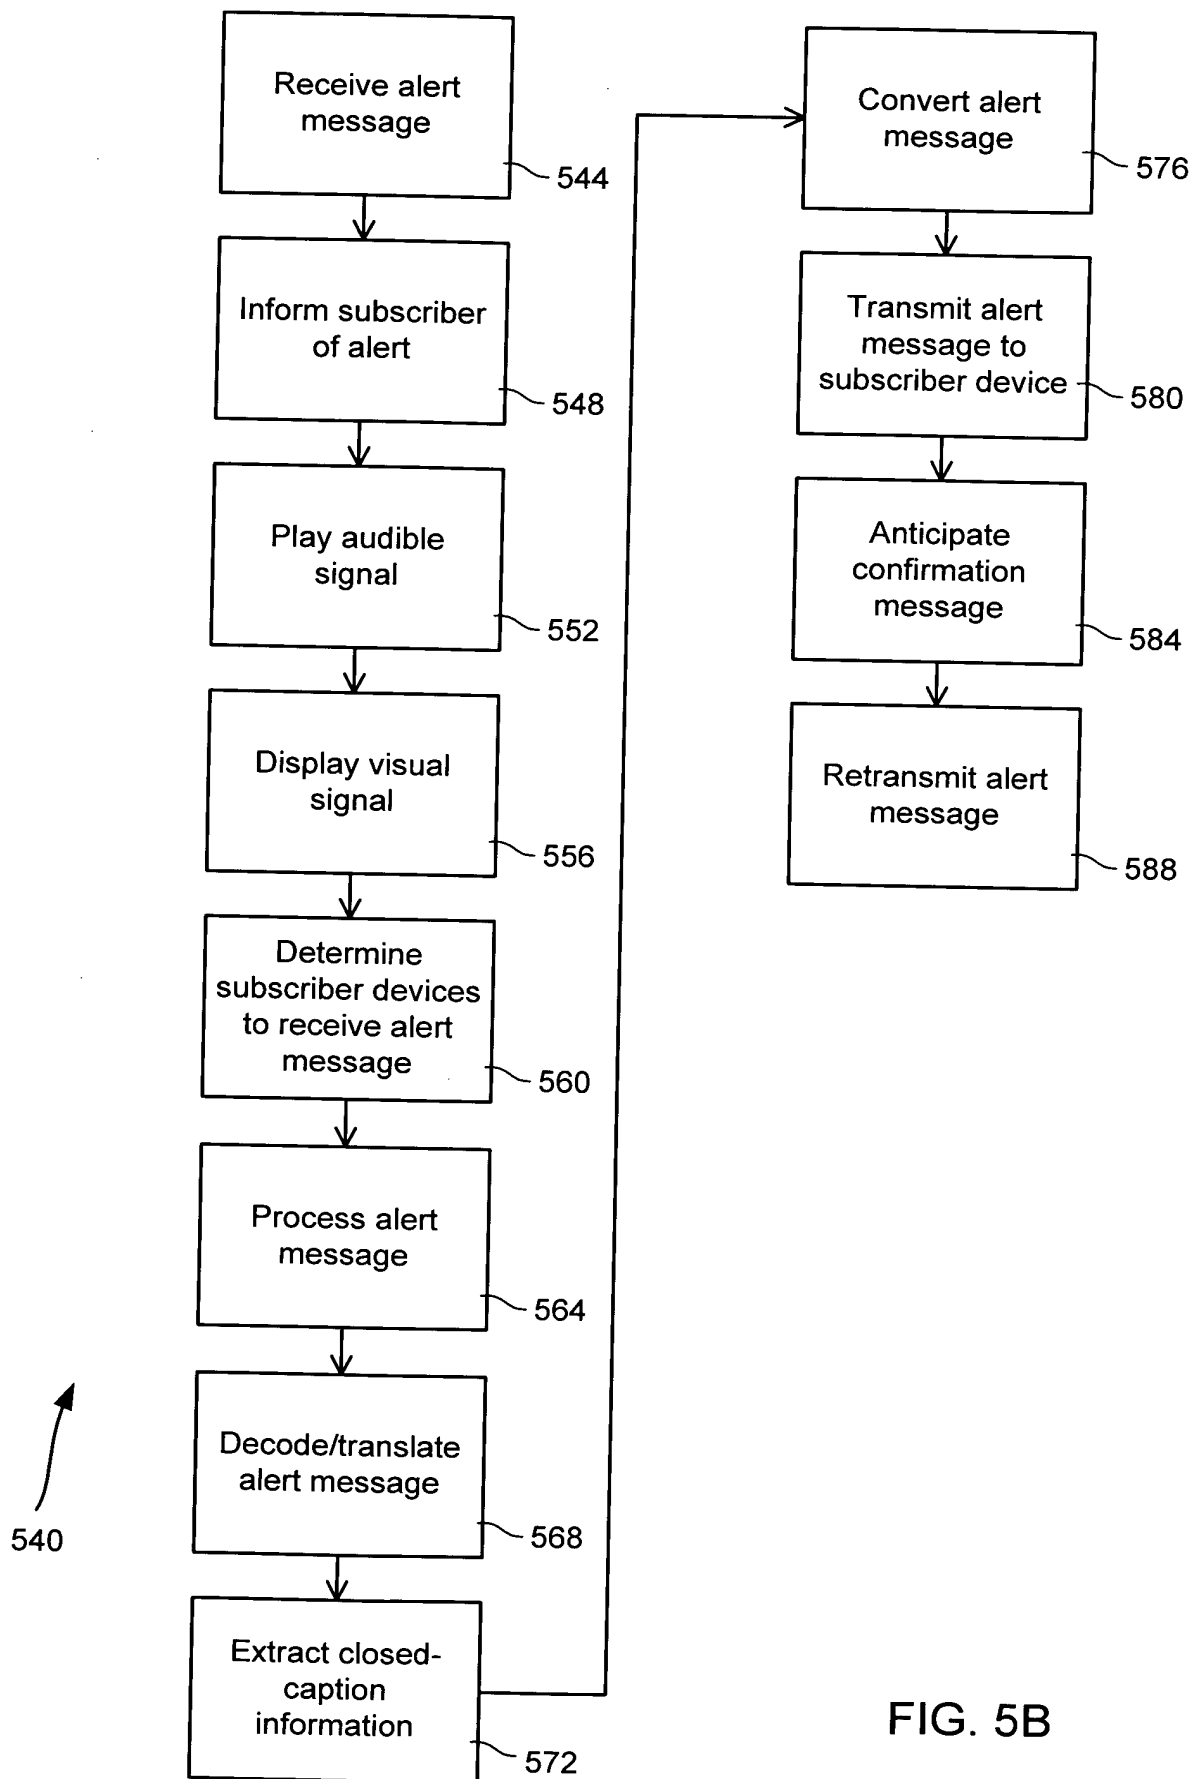 Receive alert
message
544
Inform subscriber
of alert
548
Play audible
signal
552
Display visual
signal
556
Determine
subscriber devices
to receive alert
message
560
Process alert
message
564
Decode/translate
alert message
568
Extract closed-
caption
information
572
540
Convert alert
message
576
Transmit alert
message to
subscriber device
580
Anticipate
confirmation
message
584
Retransmit alert
message
588
FIG. 5B